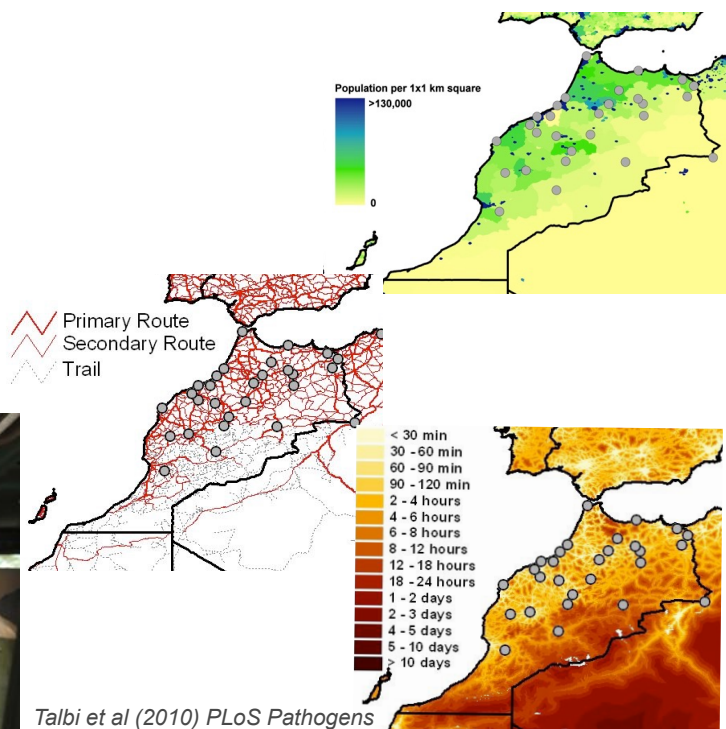 Population per 1x1 km square
>130,000
0
Primary Route
Secondary Route
Trail
< 30 min
30 -60 min
60 -90 min
90 -120 min
2 - 4 hours
4 - 6 hours
6 - 8 hours
8 - 12 hours
12 - 18 hours
18 - 24 hours
1 - 2 days
2 - 3 days
4 - 5 days
5 - 10 days
> 10 days
Talbi et al (2010) PLoS Pathogens